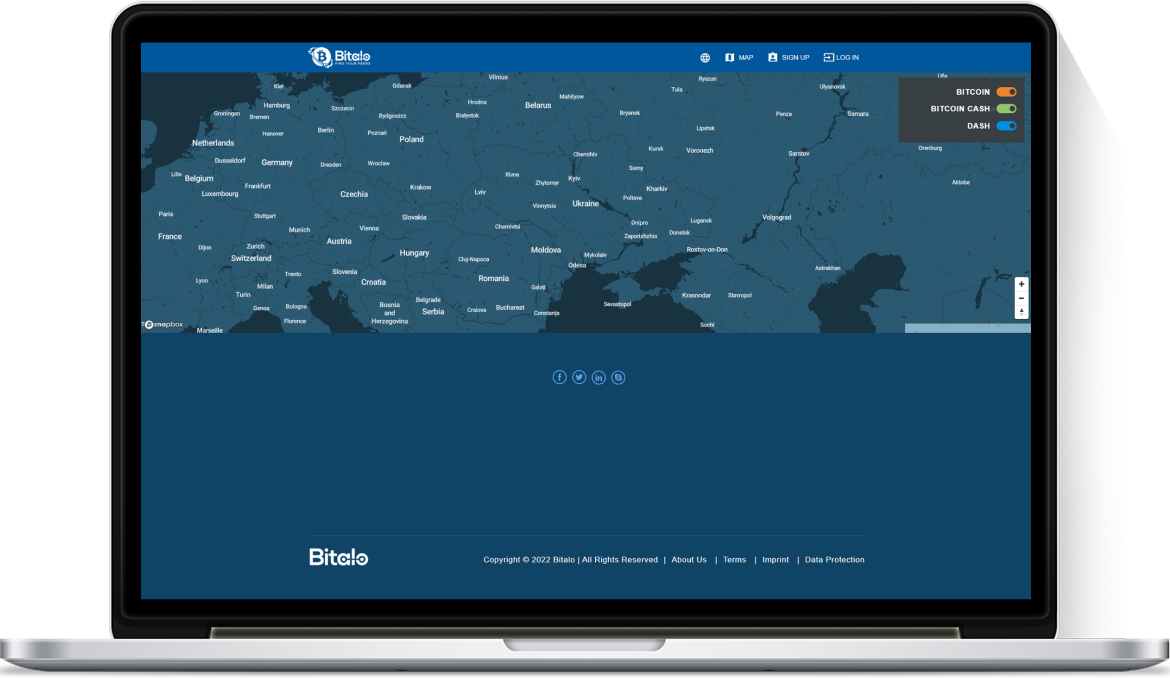 Bitalo
FIND YOUR PEERS
MAP
SIGN UP
LOG IN
BITCOIN
BITCOIN CASH
DASH
Vilnius
Ryazan
Ufa
Kiel
Gdansk
Tula
Ulyanovsk
Hamburg
Szczecin
Hrodna
Mahilyow
Belarus
Groningen
Bremen
Bydgoszcz
Białystok
Bryansk
Penza
Samara
Hanover
Berlin
Poznań
Poland
Lipetsk
Netherlands
Orenburg
Dusseldorf
Germany
Dresden
Wroclaw
Chernihiv
Kursk
Voronezh
Saratov
Lille
Belgium
Rivne
Zhytomyr
Kyiv
Sumy
Aktobe
Luxembourg
Frankfurt
Czechia
Krakow
Lviv
Kharkiv
Poltava
Vinnytsia
Ukraine
Paris
Stuttgart
Slovakia
Dnipro
Lugansk
Volgograd
France
Munich
Vienna
Chernivtsi
Zaporizhzhia
Donetsk
Dijon
Zurich
Austria
Switzerland
Hungary
Cluj-Napoca
Moldova
Mykolaiv
Odesa
Rostov-on-Don
Astrakhan
Lyon
Trento
Slovenia
Romania
Milan
Croatia
Galați
Turin
Krasnodar
Stavropol
Genoa
Bologna
Bosnia
and
Herzegovina
Belgrade
Serbia
Craiova
Bucharest
Constanța
Sevastopol
Florence
Marseille
Sochi
+
−
mapbox
Bitalo
Copyright © 2022 Bitalo | All Rights Reserved | About Us | Terms | Imprint | Data Protection